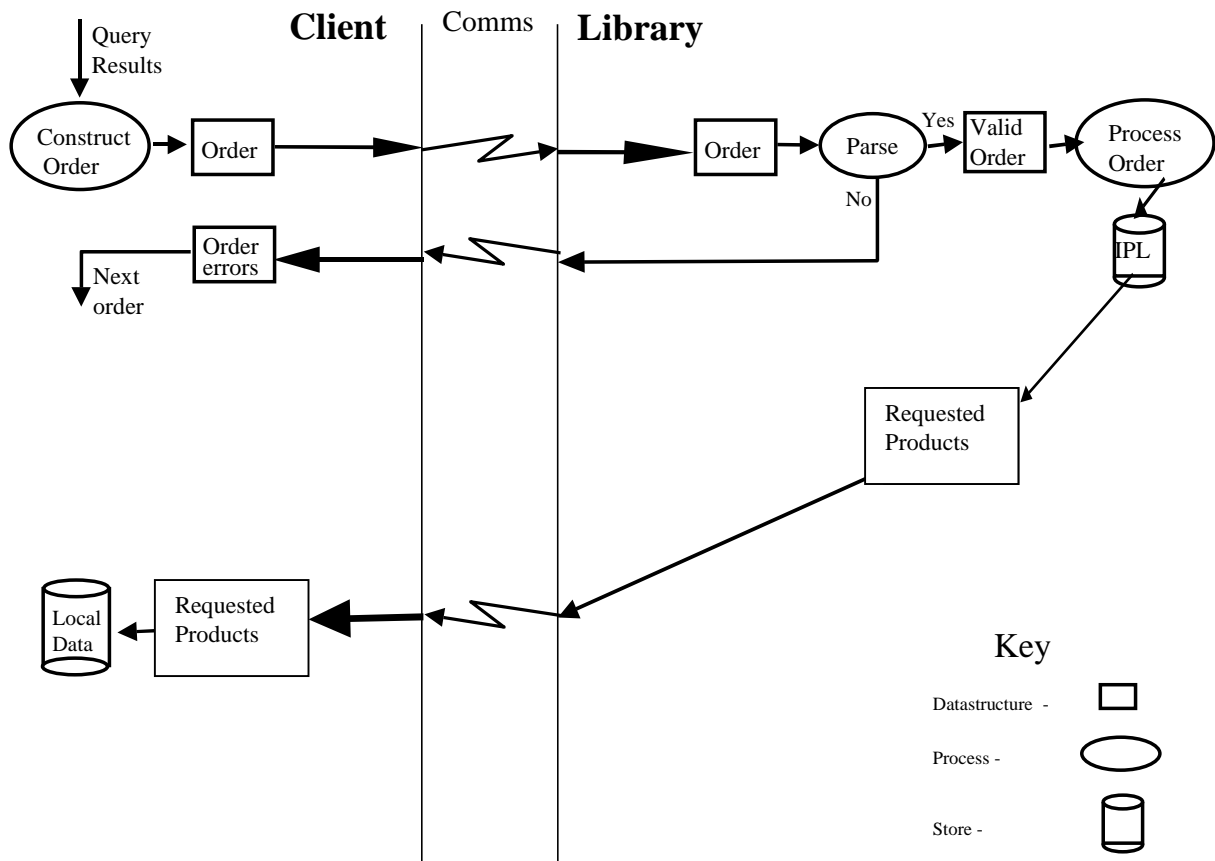 Client
Comms
Library
Query
Results
Construct
Order
Order
Order
Parse
Yes
No
Valid
Order
Process
Order
Order
errors
Next
order
IPL
Requested
Products
Local
Data
Requested
Products
Key
Datastructure -
Process -
Store -